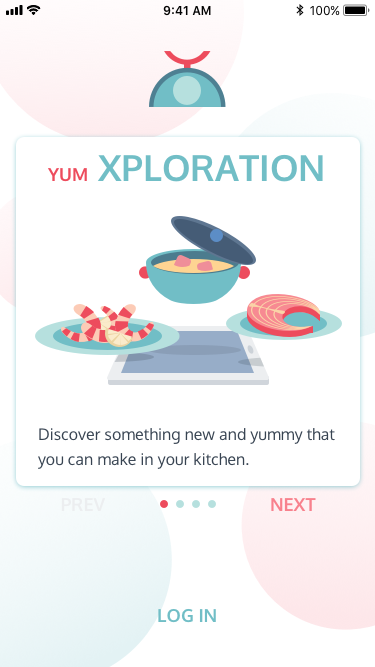 9:41 AM 100%
YUM XPLORATION
Discover something new and yummy that
you can make in your kitchen.
PREV NEXT
LOG IN